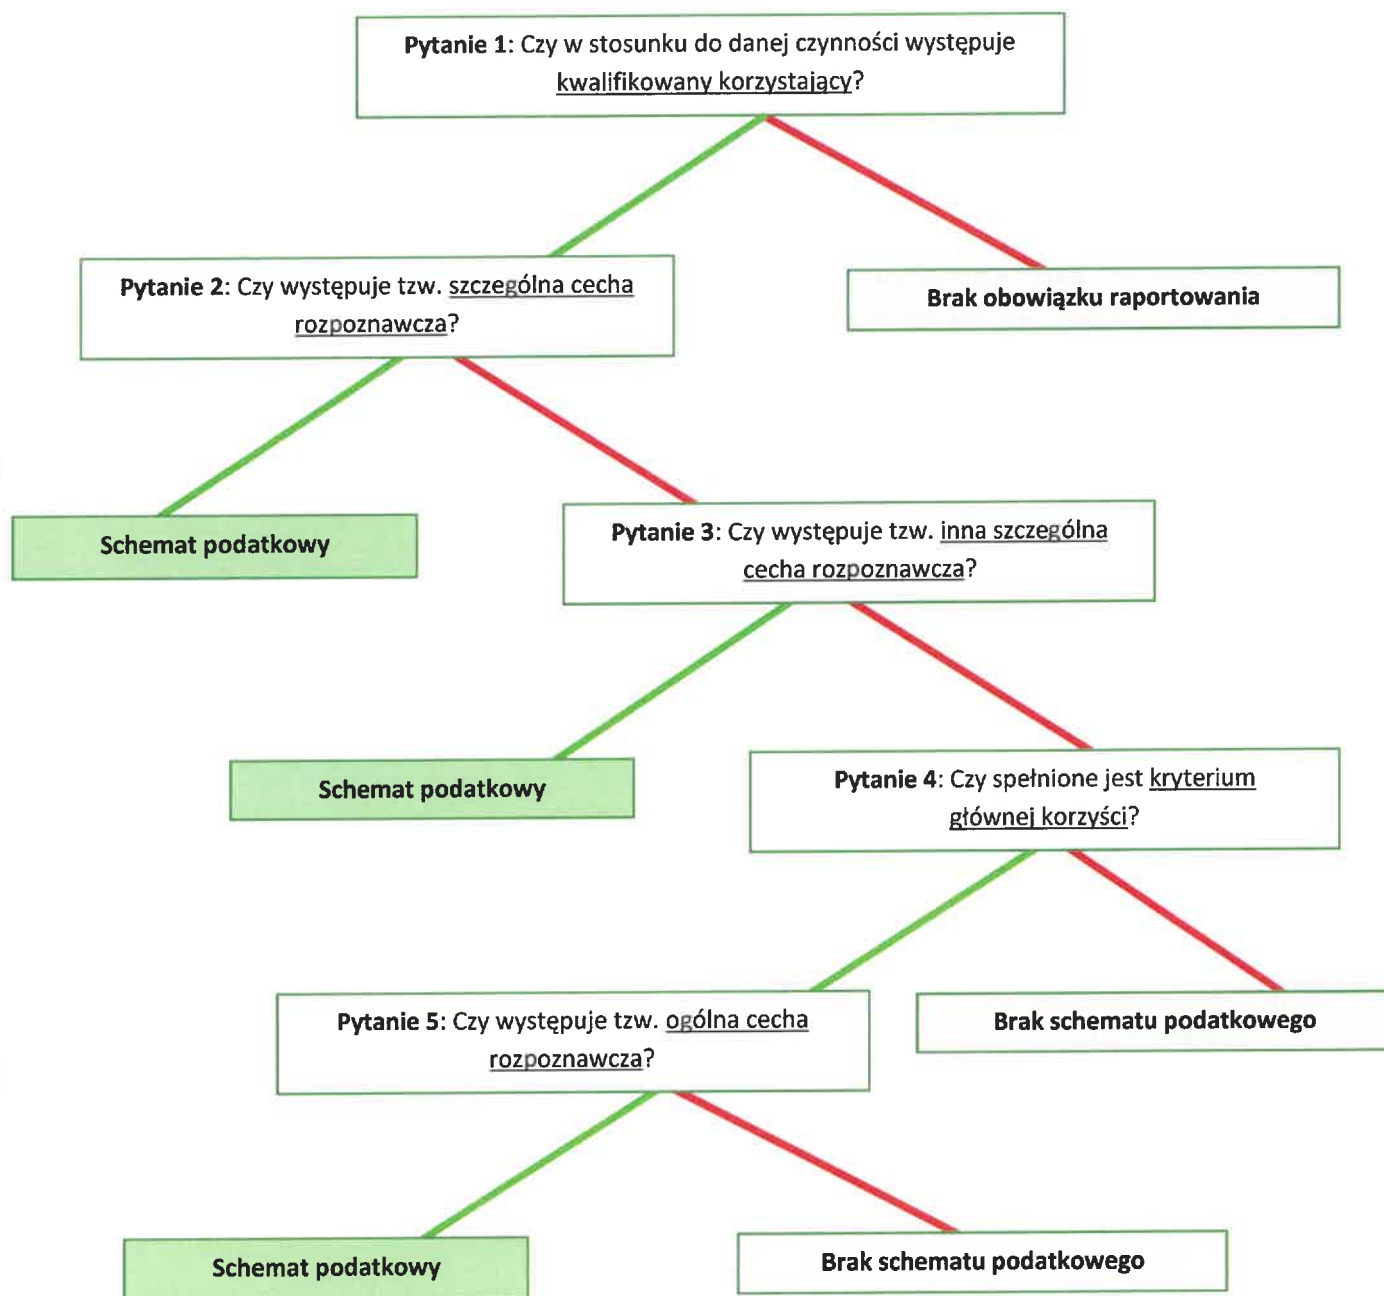 Pytanie 1: Czy w stosunku do danej czynności występuje
kwalifikowany korzystający?
Pytanie 2: Czy występuje tzw. szczególna cecha
rozpoznawcza?
Brak obowiązku raportowania
Schemat podatkowy
Pytanie 3: Czy występuje tzw. inna szczególna
cecha rozpoznawcza?
Schemat podatkowy
Pytanie 4: Czy spełnione jest kryterium
głównej korzyści?
Pytanie 5: Czy występuje tzw. ogólna cecha
rozpoznawcza?
Brak schematu podatkowego
Schemat podatkowy
Brak schematu podatkowego